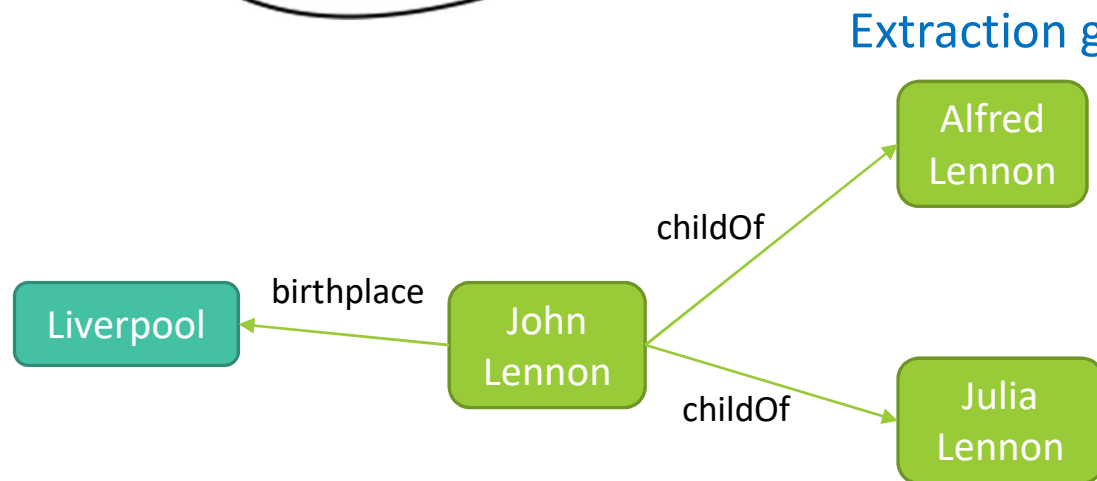 Extraction g
Alfred
Lennon
childOf
birthplace
Liverpool
John
Lennon
childOf
Julia
Lennon